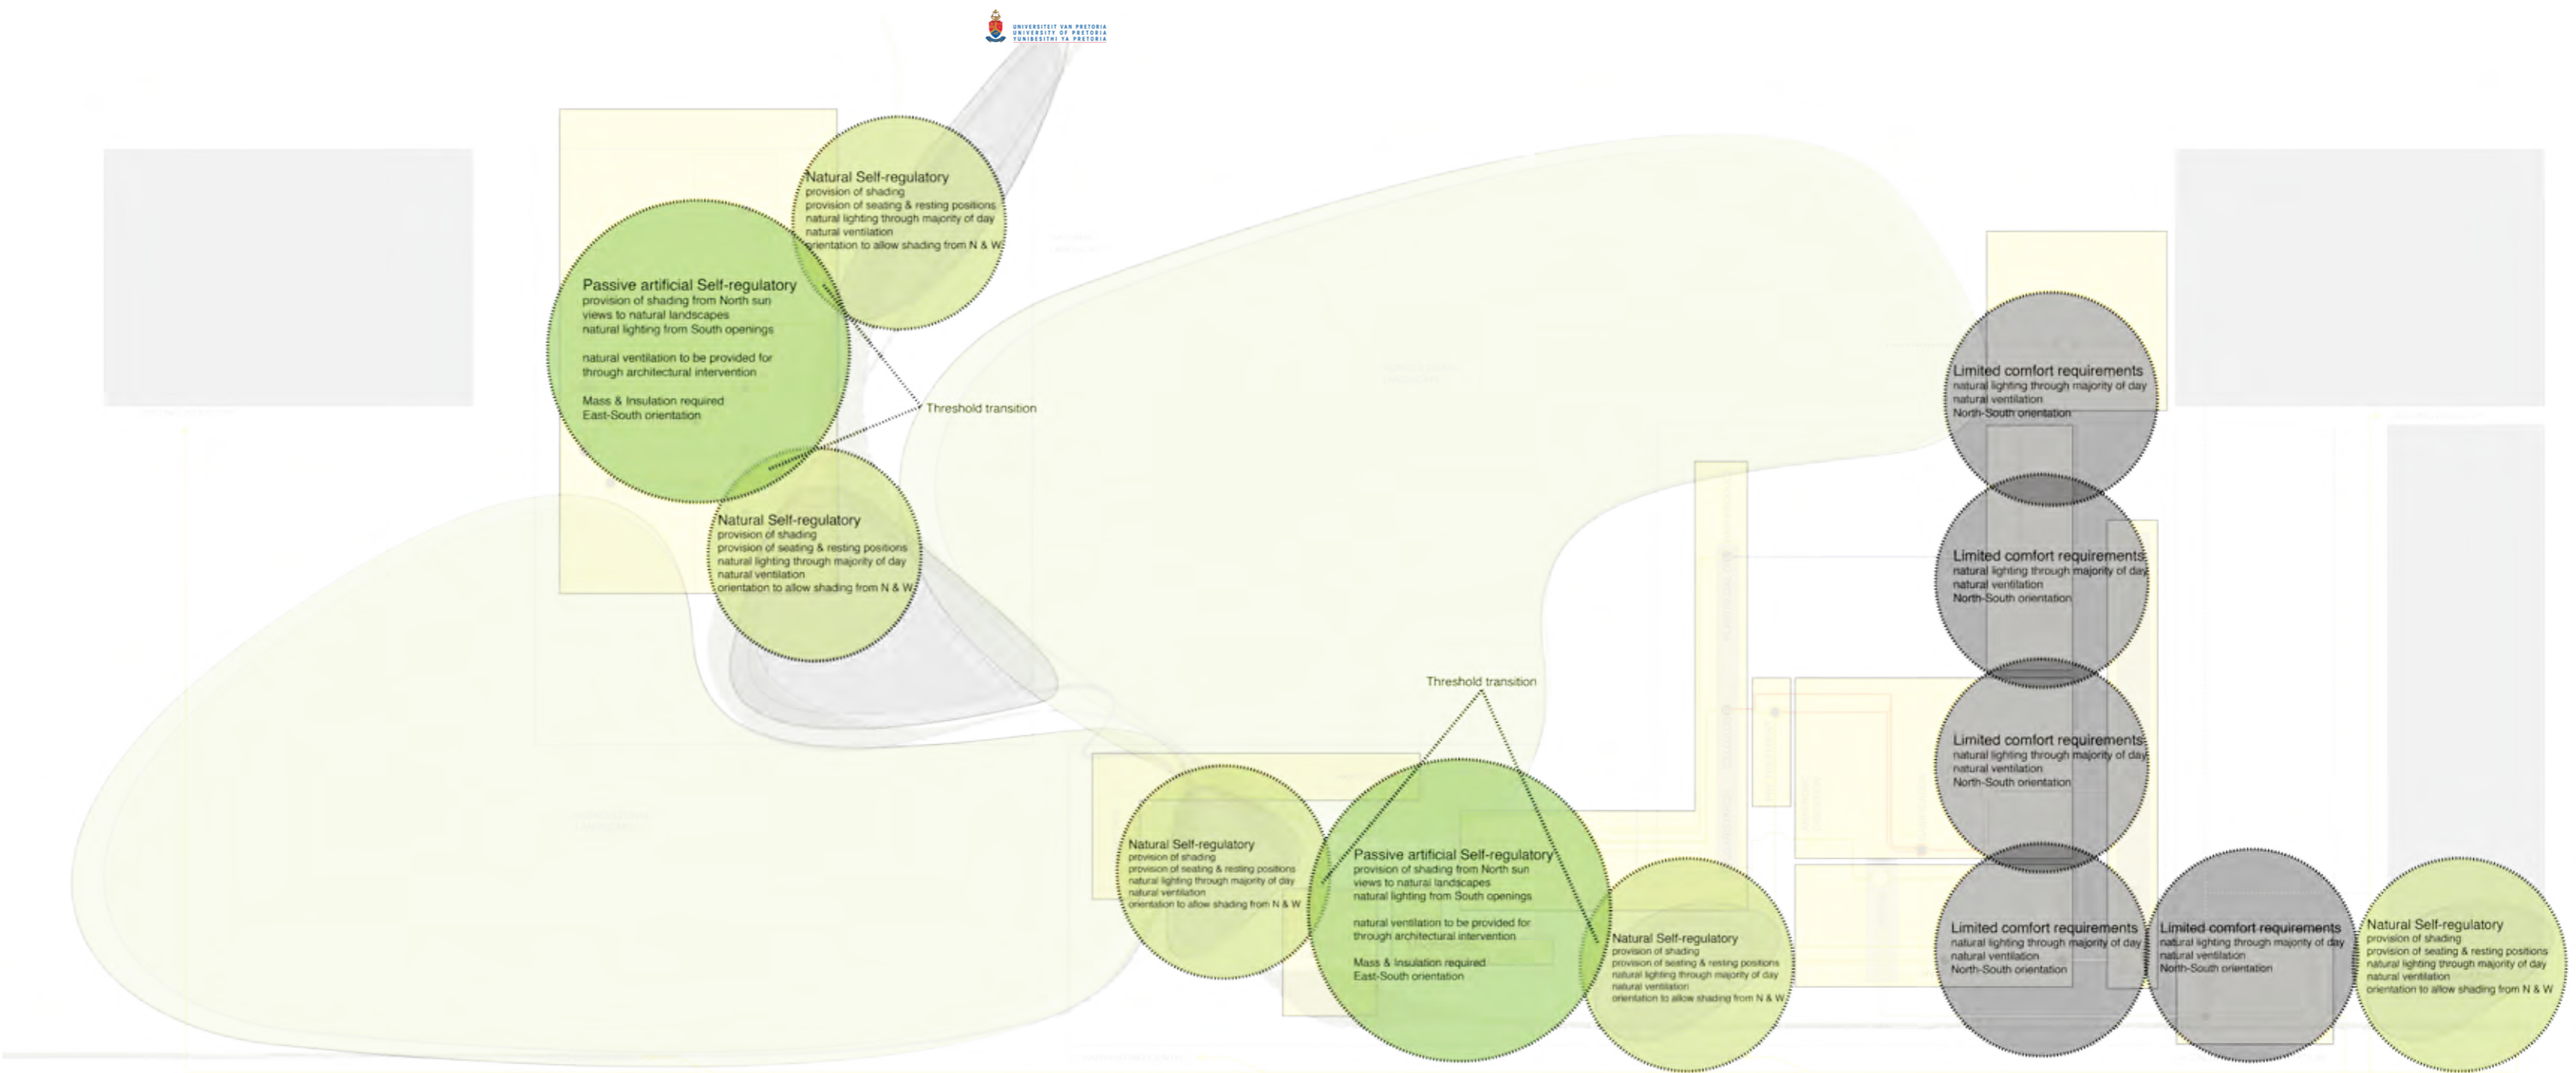 UNIVERSITEIT VAN PRETORIA
UNIVERSITY OF PRETORIA
YUNIBESITHI YA PRETORIA
Natural Self-regulatory
provision of shading
provision of seating & resting positions
natural lighting through majority of day
natural ventilation
orientation to allow shading from N & W
Passive artificial Self-regulatory
provision of shading from North sun
views to natural landscapes
natural lighting from South openings
natural ventilation to be provided for
through architectural intervention
Mass & Insulation required
East-South orientation
Threshold transition
Natural Self-regulatory
provision of shading
provision of seating & resting positions
natural lighting through majority of day
natural ventilation
orientation to allow shading from N & W
Limited comfort requirements
natural lighting through majority of day
natural ventilation
North-South orientation
Limited comfort requirements
natural lighting through majority of day
natural ventilation
North-South orientation
Threshold transition
Limited comfort requirements
natural lighting through majority of day
natural ventilation
North-South orientation
Natural Self-regulatory
provision of shading
provision of seating & resting positions
natural lighting through majority of day
natural ventilation
orientation to allow shading from N & W
Passive artificial Self-regulatory
provision of shading from North sun
views to natural landscapes
natural lighting from South openings
natural ventilation to be provided for
through architectural intervention
Mass & Insulation required
East-South orientation
Natural Self-regulatory
provision of shading
provision of seating & resting positions
natural lighting through majority of day
natural ventilation
orientation to allow shading from N & W
Limited comfort requirements
natural lighting through majority of day
natural ventilation
North-South orientation
Limited comfort requirements
natural lighting through majority of day
natural ventilation
North-South orientation
Natural Self-regulatory
provision of shading
provision of seating & resting positions
natural lighting through majority of day
natural ventilation
orientation to allow shading from N & W